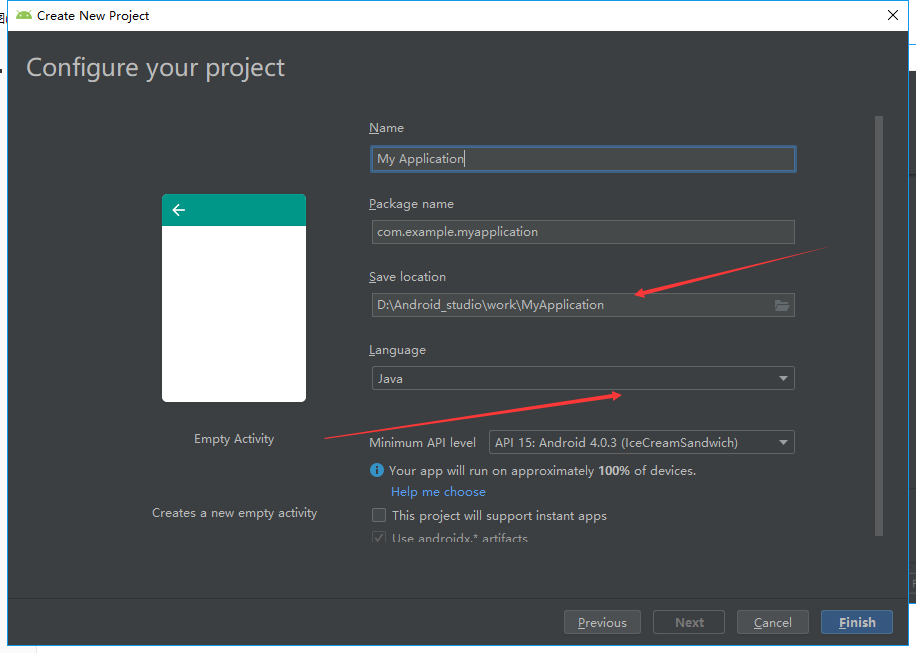 Create New Project
Configure your project
Name
My Application
Package name
com.example.myapplication
Save location
D:\Android_studio\work\MyApplication
Language
Java
Empty Activity
Minimum API level API 15: Android 4.0.3 (IceCreamSandwich)
Your app will run on approximately 100% of devices.
Help me choose
Creates a new empty activity
This project will support instant apps
Use androidx.* artifacts
Previous Next Cancel Finish